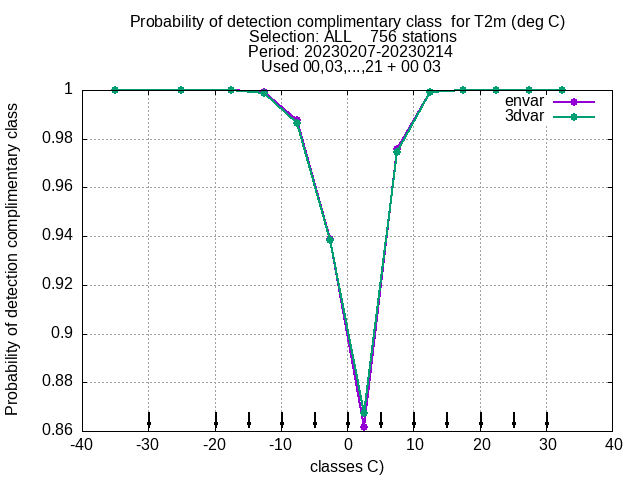 Probability of detection complimentary class  for T2m (deg C)
Selection: ALL    756 stations
Period: 20230207-20230214
Used 00,03,...,21 + 00 03
Probability of detection complimentary class
1
0.98
0.96
0.94
0.92
0.9
0.88
0.86
envar
3dvar
-40 -30 -20 -10 0 10 20 30 40
classes C)